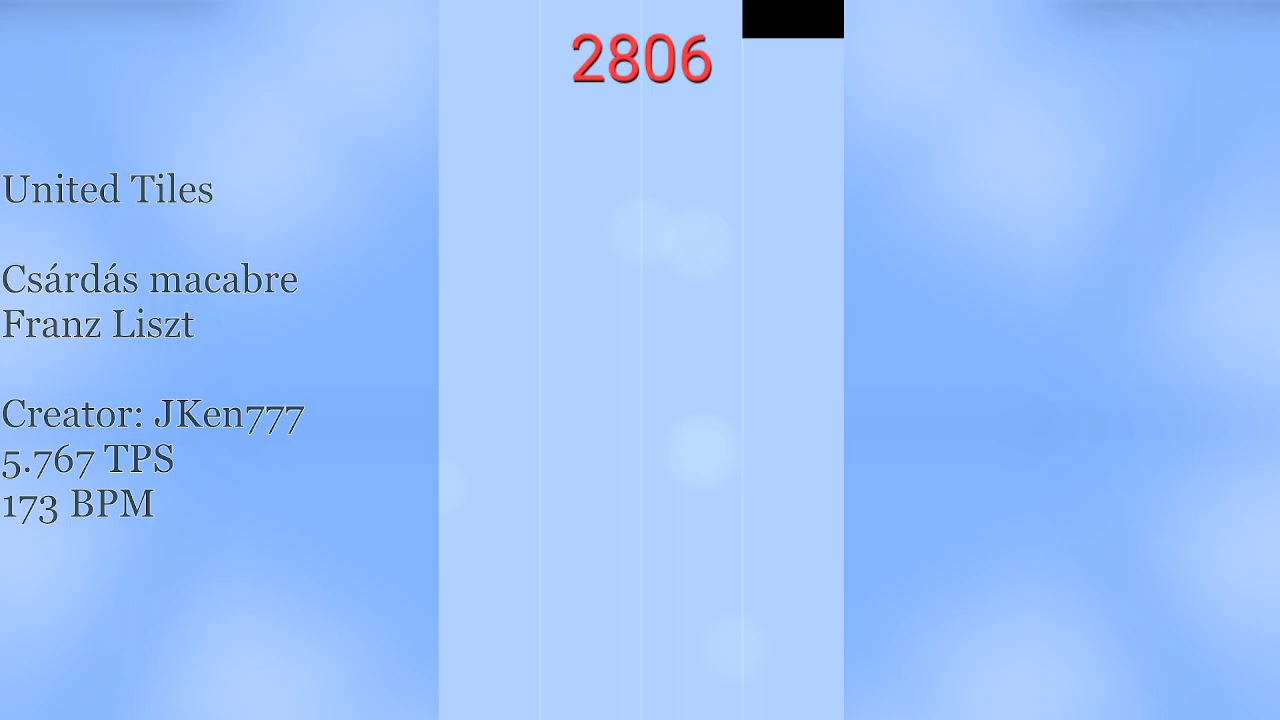 2806
United Tiles
Csárdás macabre
Franz Liszt
Creator: JKen777
5.767 TPS
173 BPM